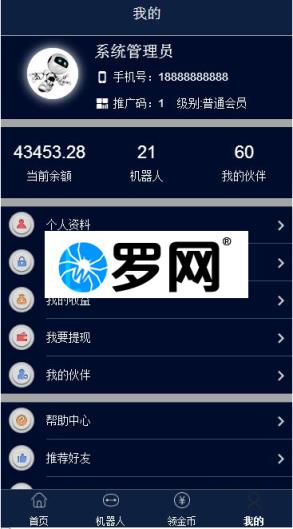 我的
系统管理员
手机号：18888888888
推广码：1 级别:普通会员
43453.28 21 60
当前余额 机器人 我的伙伴
个人资料
罗网®
我的收益
我要提现
我的伙伴
帮助中心
推荐好友
首页 机器人 领金币 我的